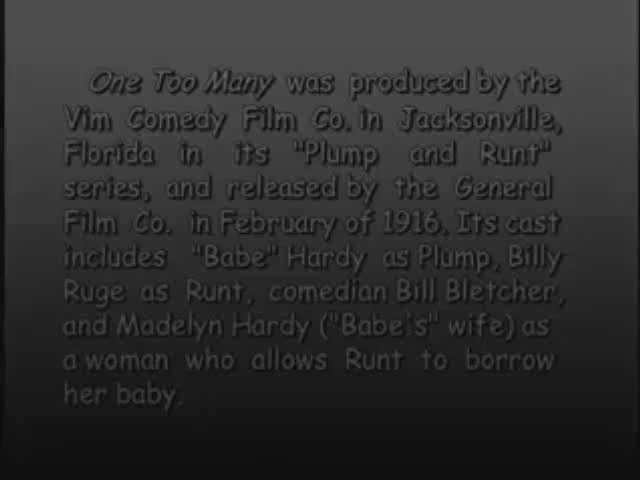 One Too Many was produced by the
Vim Comedy Film Co. in Jacksonville,
Florida in its "Plump and Runt"
series, and released by the General
Film Co. in February of 1916. Its cast
includes "Babe" Hardy as Plump, Billy
Ruge as Runt, comedian Bill Bletcher,
and Madelyn Hardy ("Babe's" wife) as
a woman who allows Runt to borrow
her baby.